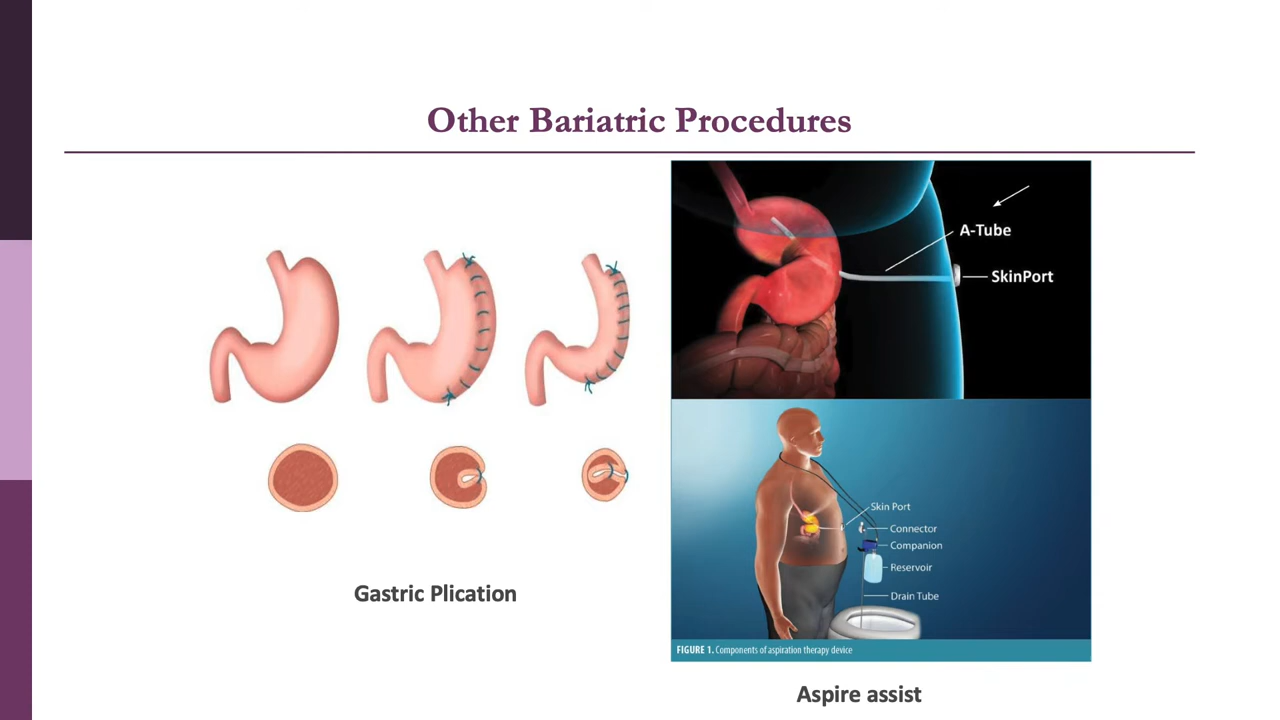 Other Bariatric Procedures
A-Tube
SkinPort
Skin Port
Connector
Companion
Reservoir
Drain Tube
FIGURE 1. Components of aspiration therapy device
Gastric Plication
Aspire assist